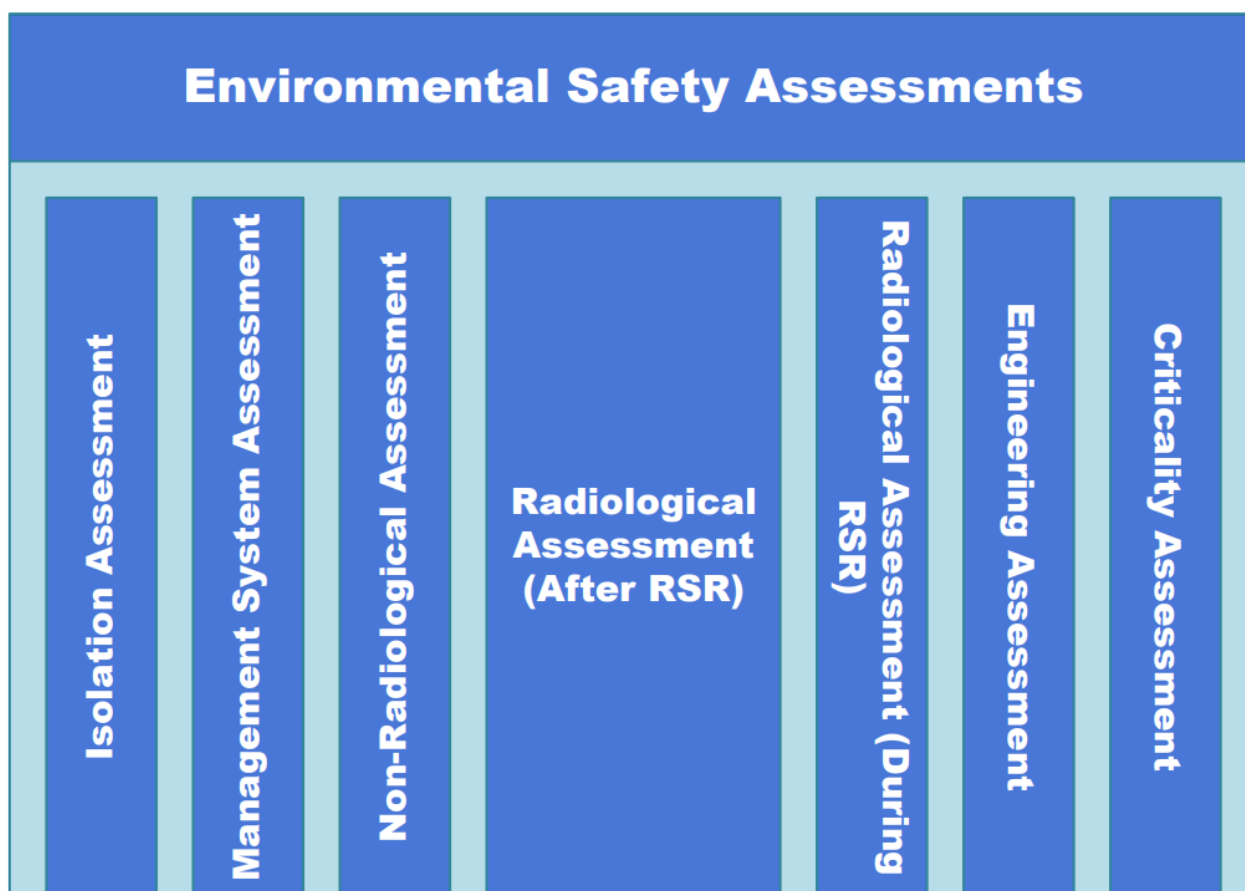 Environmental Safety Assessments
Isolation Assessment
Management System Assessment
Non-Radiological Assessment
Radiological
Assessment
(After RSR)
Radiological Assessment (During
RSR)
Engineering Assessment
Criticality Assessment